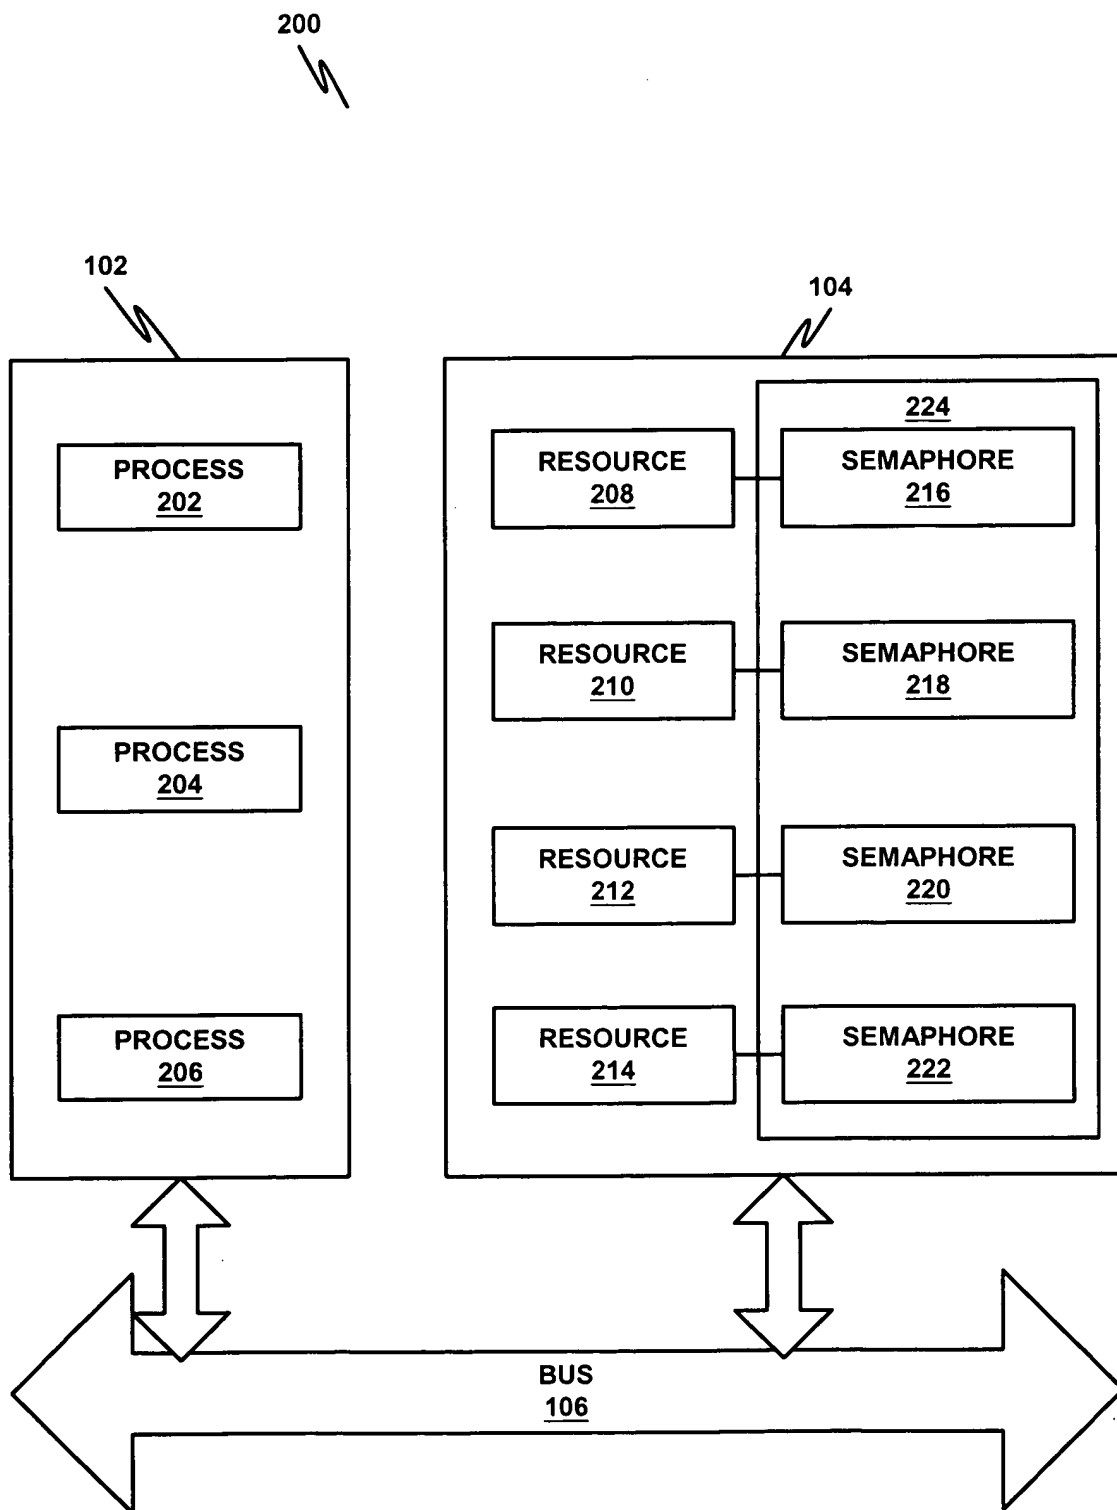 200
102
104
224
PROCESS
202
RESOURCE
208
SEMAPHORE
216
RESOURCE
210
SEMAPHORE
218
PROCESS
204
RESOURCE
212
SEMAPHORE
220
PROCESS
206
RESOURCE
214
SEMAPHORE
222
BUS
106